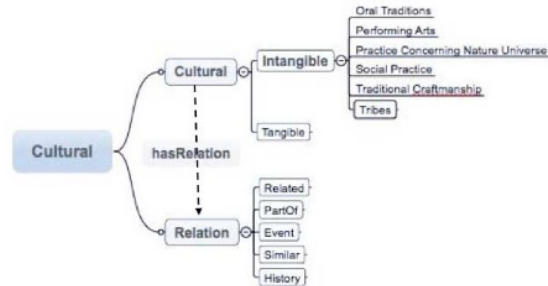 Oral Traditions
Performing Arts
Practice Concerning Nature Universe
Social Practice
Traditional Craftmanship
Tribes
Intangible
Cultural
Tangible
Cultural
hasRelation
Related
PartOf
Event
Similar
History
Relation